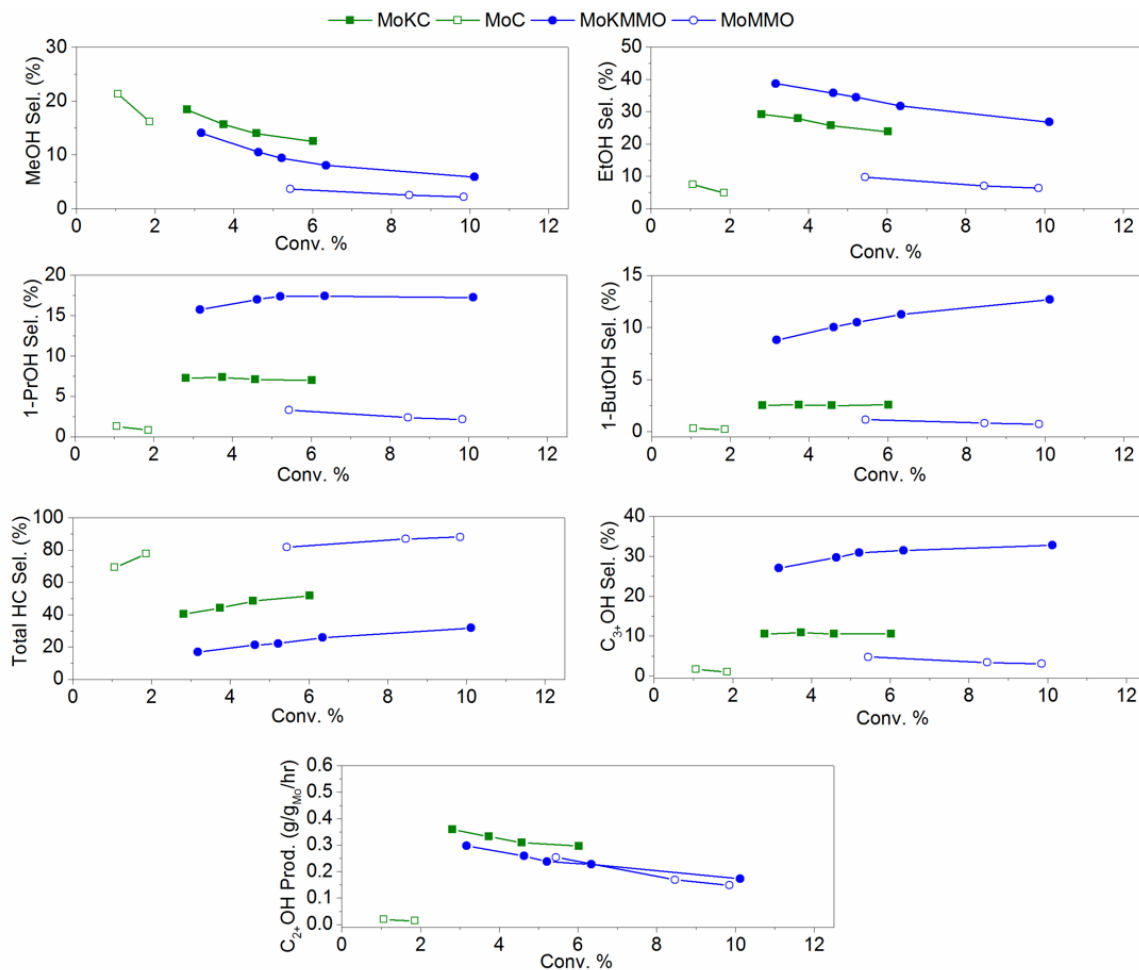 MoKC MoC MoKMMO MoMMO
MeOH Sel. (%)
30
20
10
0
0 2 4 6 8 10 12
Conv. %
EtOH Sel. (%)
50
40
30
20
10
0
0 2 4 6 8 10 12
Conv. %
1-PrOH Sel. (%)
20
15
10
5
0
0 2 4 6 8 10 12
Conv. %
1-ButOH Sel. (%)
15
10
5
0
0 2 4 6 8 10 12
Conv. %
Total HC Sel. (%)
100
80
60
40
20
0
0 2 4 6 8 10 12
Conv. %
C₃₊OH Sel. (%)
40
30
20
10
0
0 2 4 6 8 10 12
Conv. %
C₂₊OH Prod. (g/gMo/hr)
0.6
0.5
0.4
0.3
0.2
0.1
0.0
0 2 4 6 8 10 12
Conv. %